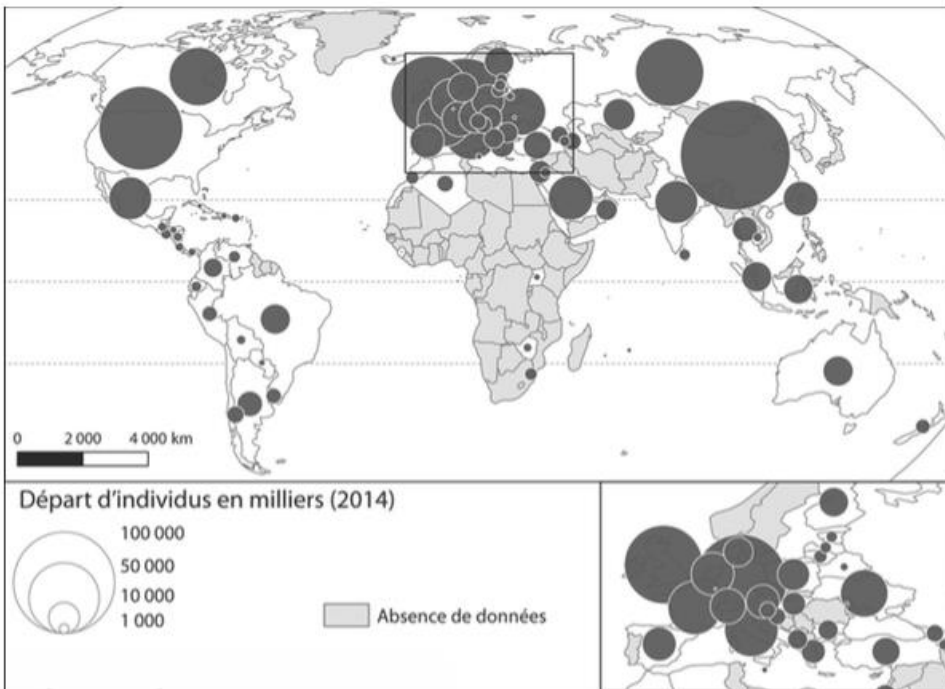 0 2 000 4 000 km
Départ d'individus en milliers (2014)
100 000
50 000
10 000
1 000
Absence de données